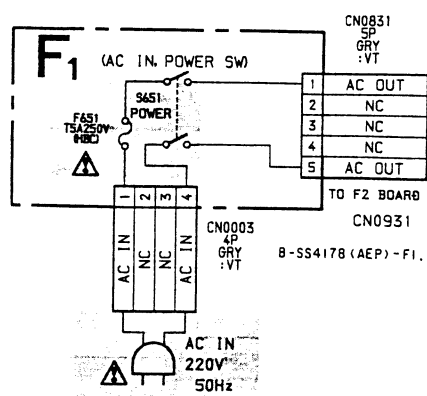 F1
(AC IN, POWER SW)
CN0831
5P
GRY
:VT
S651
POWER
F651
T5A250V
(HBC)
1 AC OUT
2 NC
3 NC
4 NC
5 AC OUT
TO F2 BOARD
CN0931
1 2 3 4
AC IN
NC
NC
AC IN
CN0003
4P
GRY
:VT
B-SS4178(AEP)-F1.
AC IN
220V
50Hz